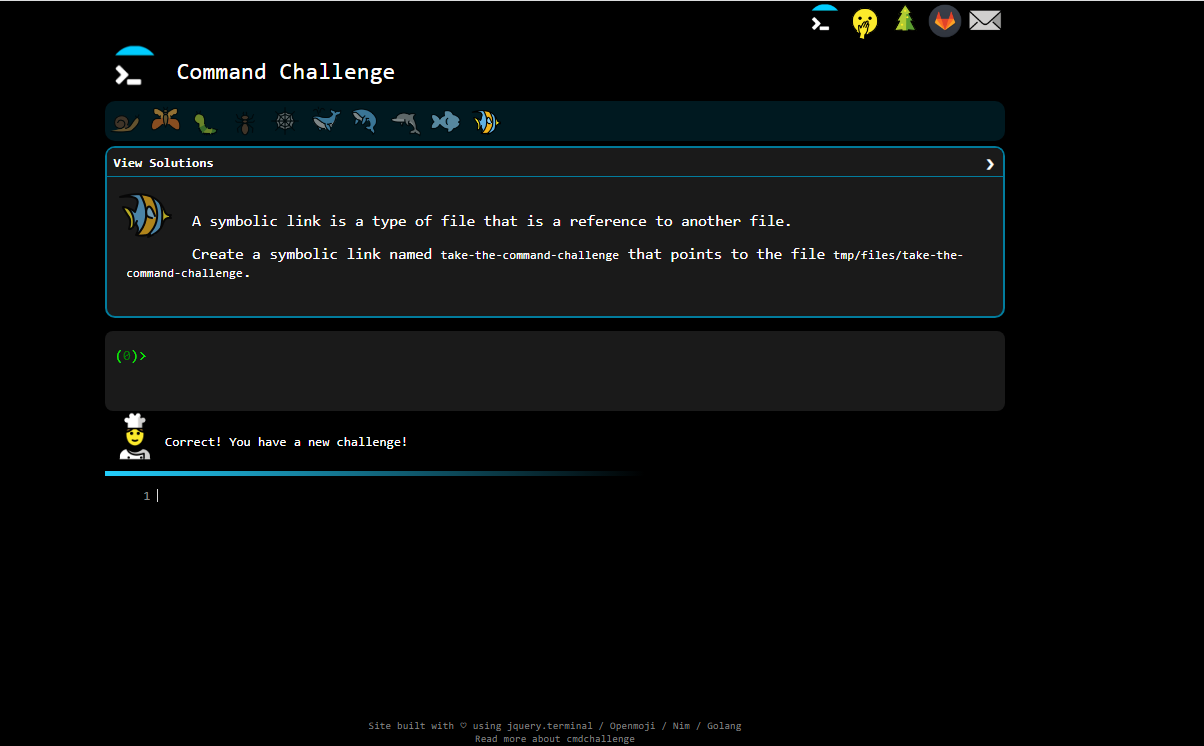 Command Challenge
View Solutions
A symbolic link is a type of file that is a reference to another file.
Create a symbolic link named take-the-command-challenge that points to the file tmp/files/take-the-
command-challenge.
(0)>
Correct! You have a new challenge!
1
Site built with ♡ using jquery.terminal / Openmoji / Nim / Golang
Read more about cmdchallenge